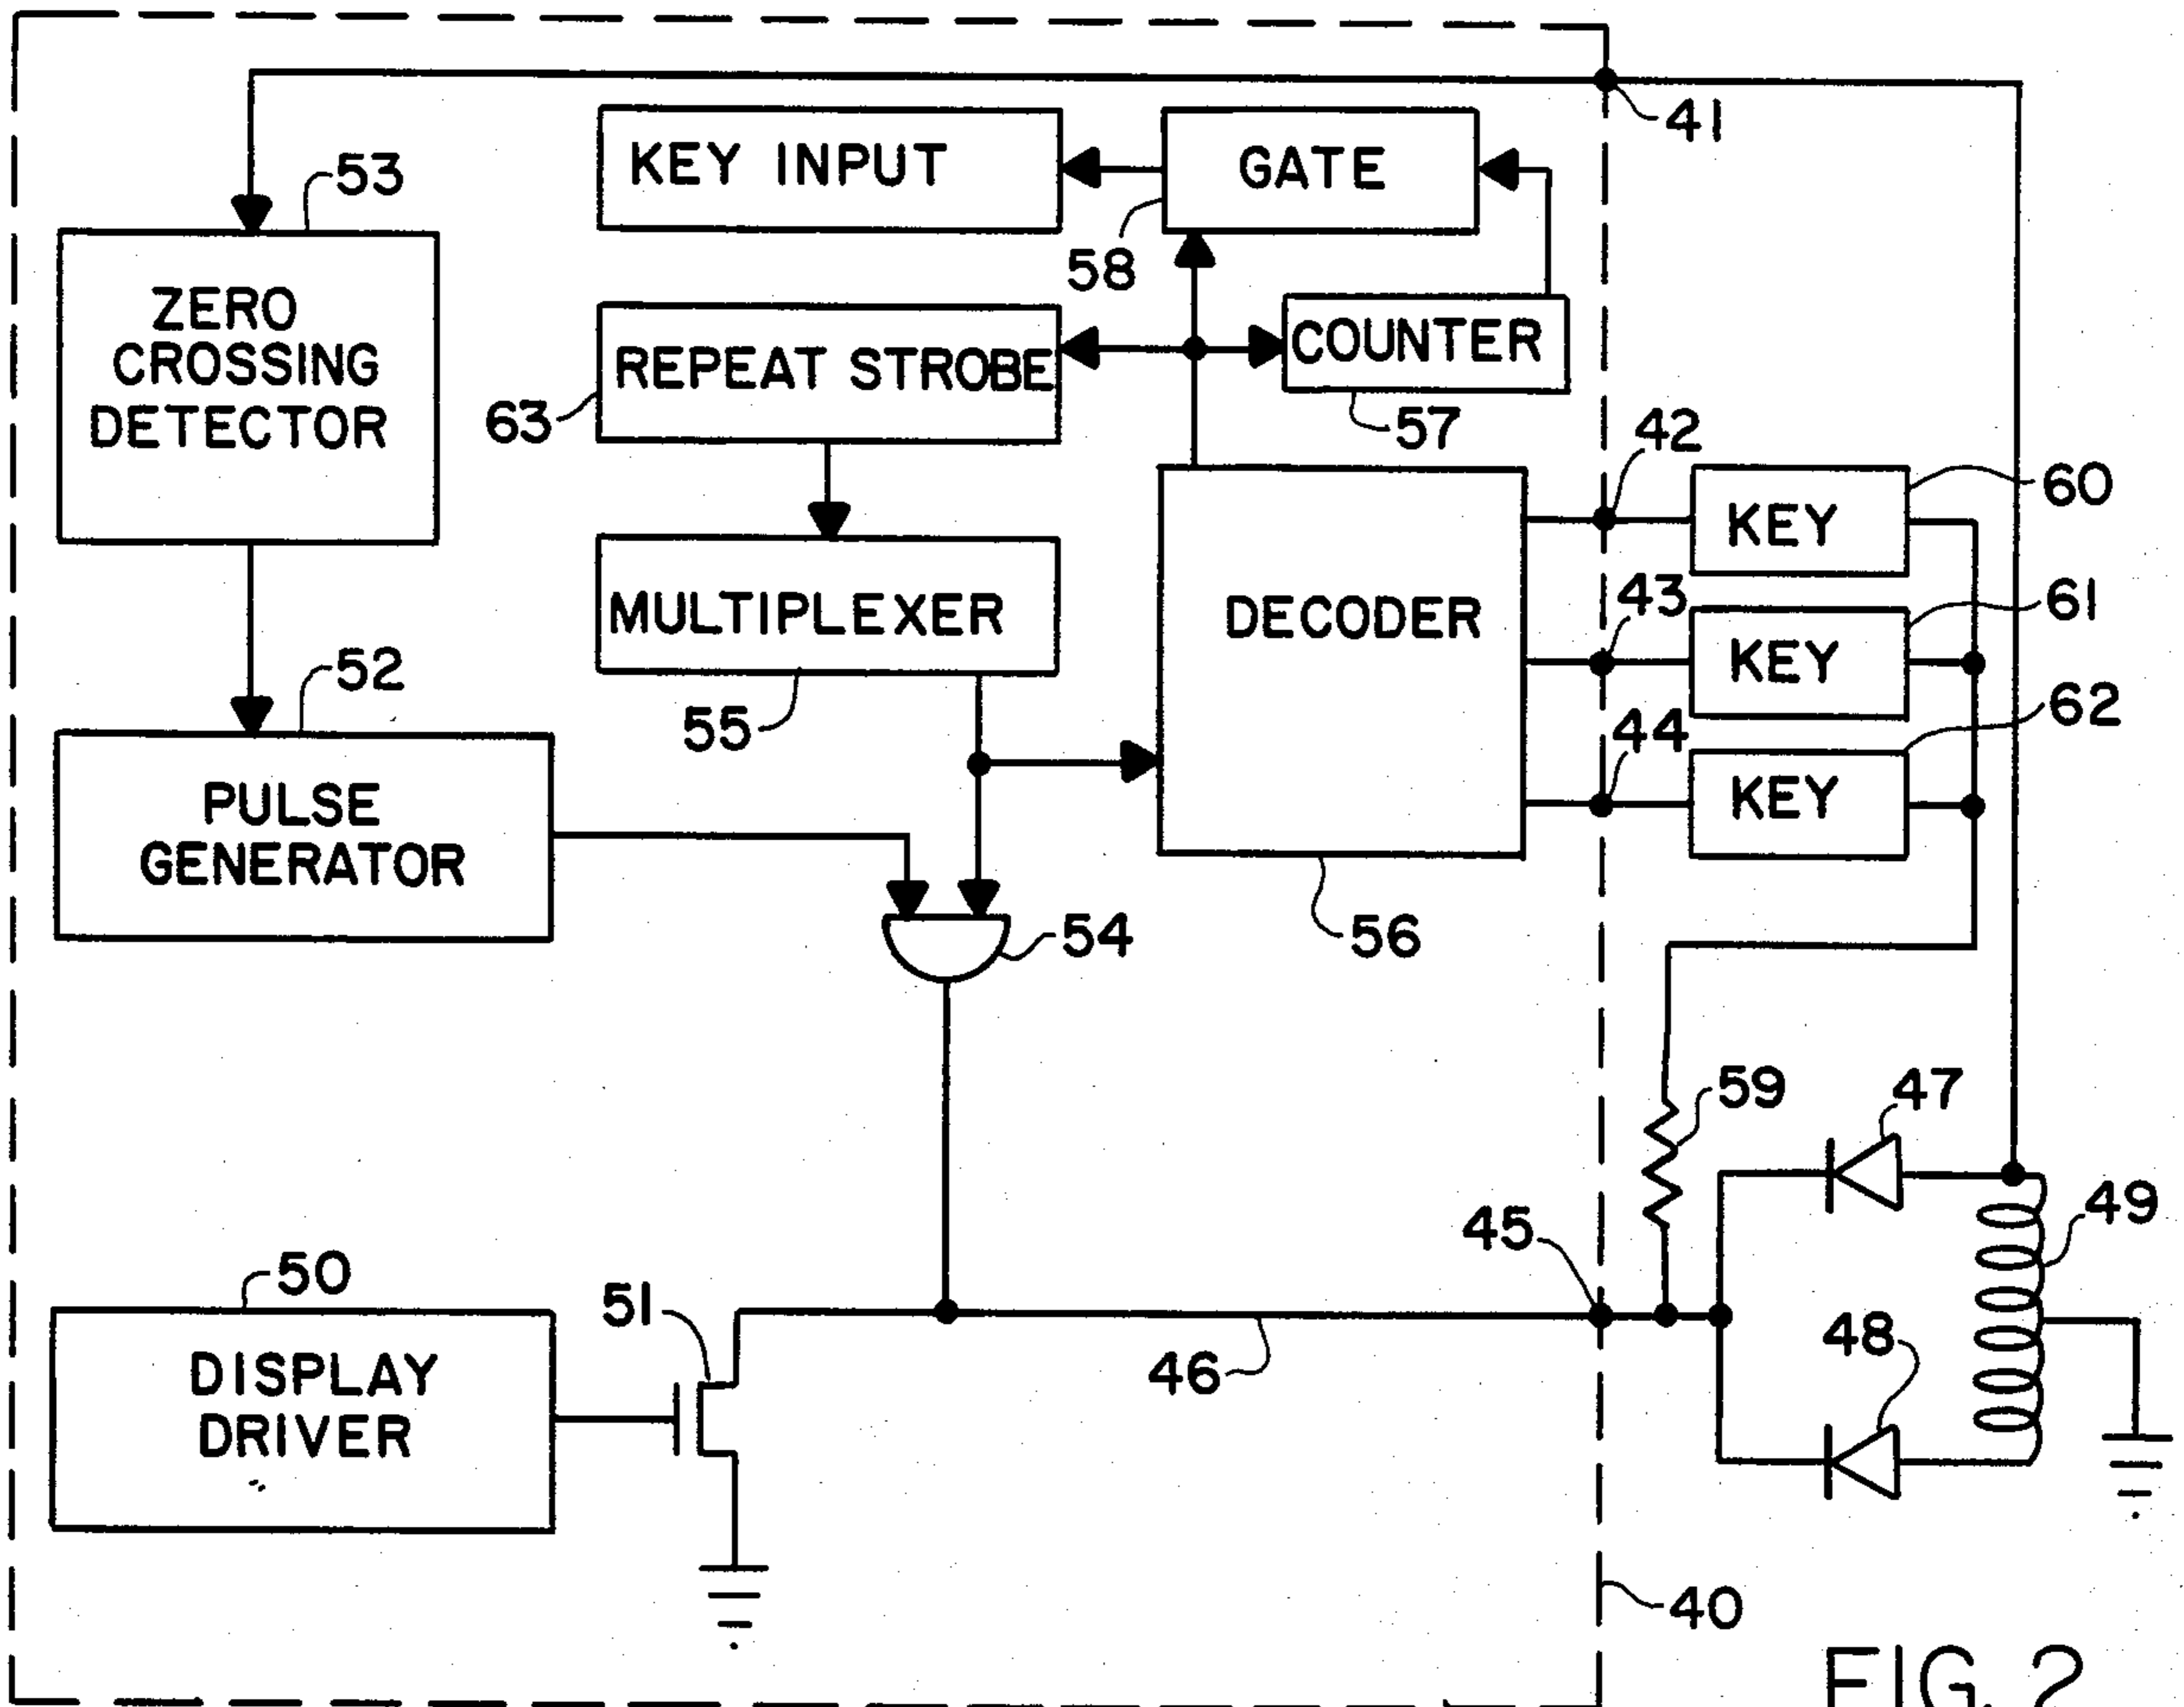 41
53
KEY INPUT
GATE
58
ZERO
CROSSING
DETECTOR
REPEAT STROBE
COUNTER
63
57
42
KEY
60
MULTIPLEXER
DECODER
43
KEY
61
52
55
44
KEY
62
PULSE
GENERATOR
54
56
59
47
45
49
50
51
46
48
DISPLAY
DRIVER
40
FIG. 2